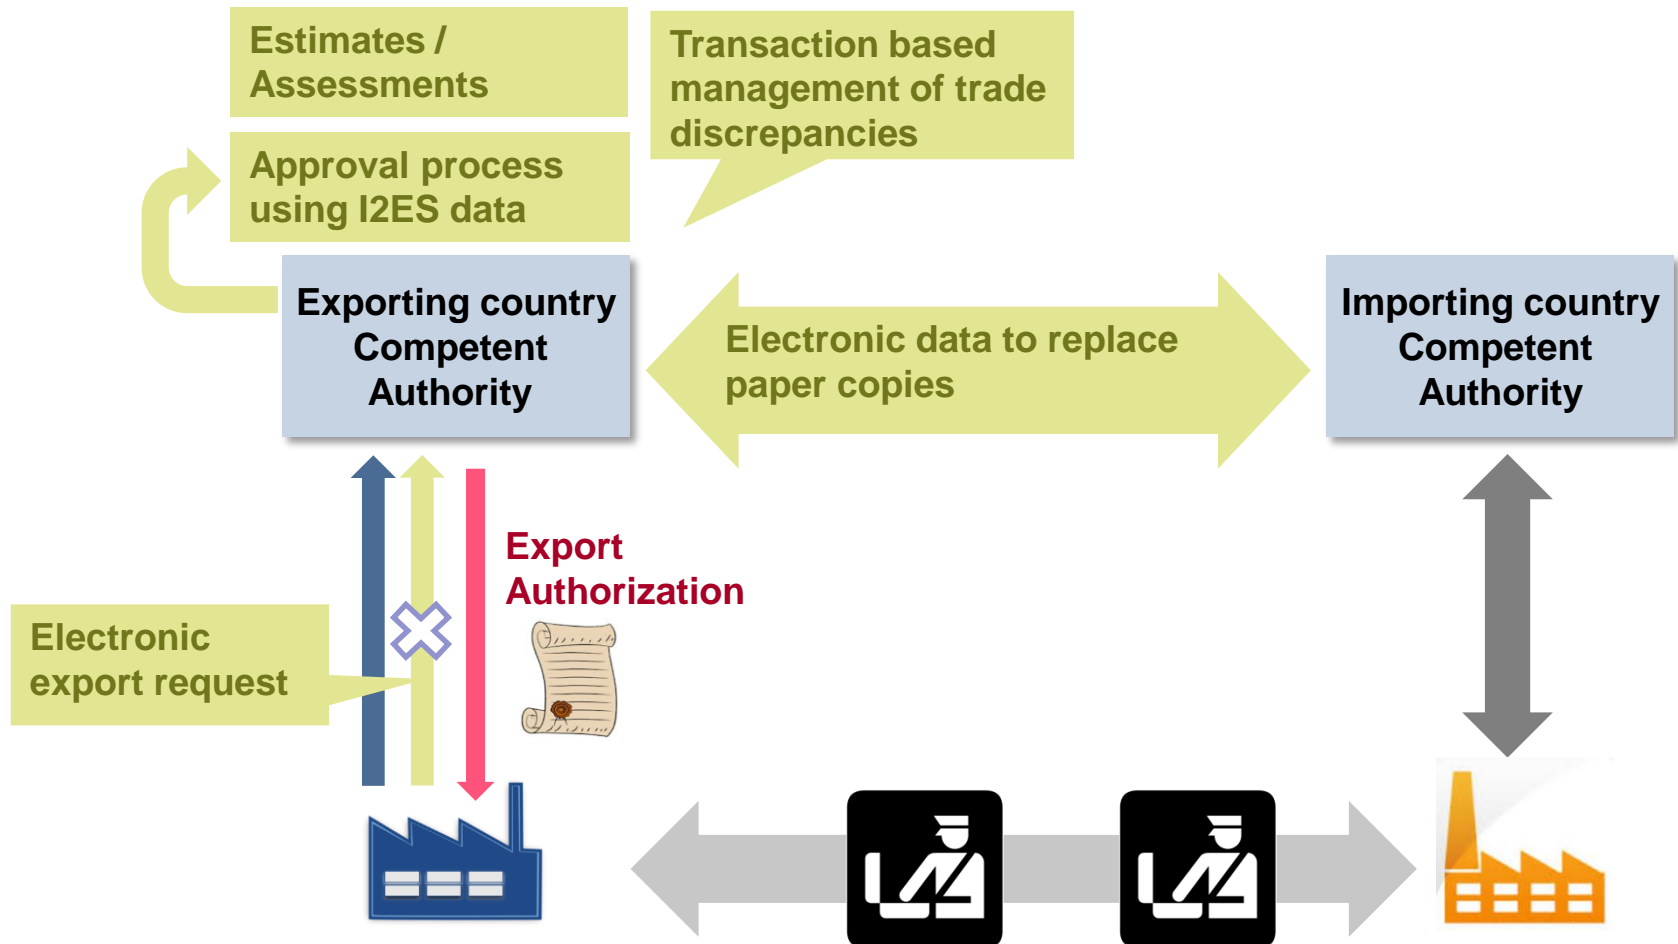 Estimates /
Assessments
Transaction based
management of trade
discrepancies
Approval process
using I2ES data
Exporting country
Competent
Authority
Electronic data to replace
paper copies
Importing country
Competent
Authority
Export
Authorization
Electronic
export request